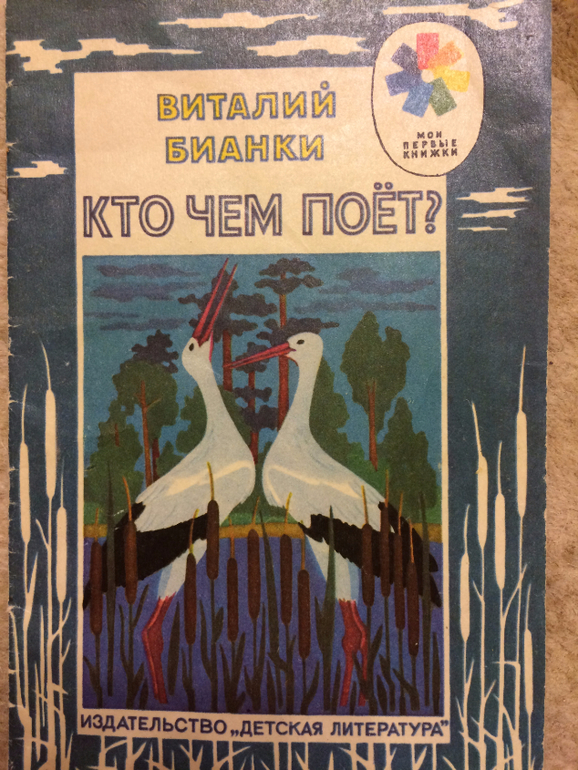 ВИТАЛИЙ
БИАНКИ
МОИ
ПЕРВЫЕ
КНИЖКИ
КТО ЧЕМ ПОЁТ?
ИЗДАТЕЛЬСТВО „ДЕТСКАЯ ЛИТЕРАТУРА"